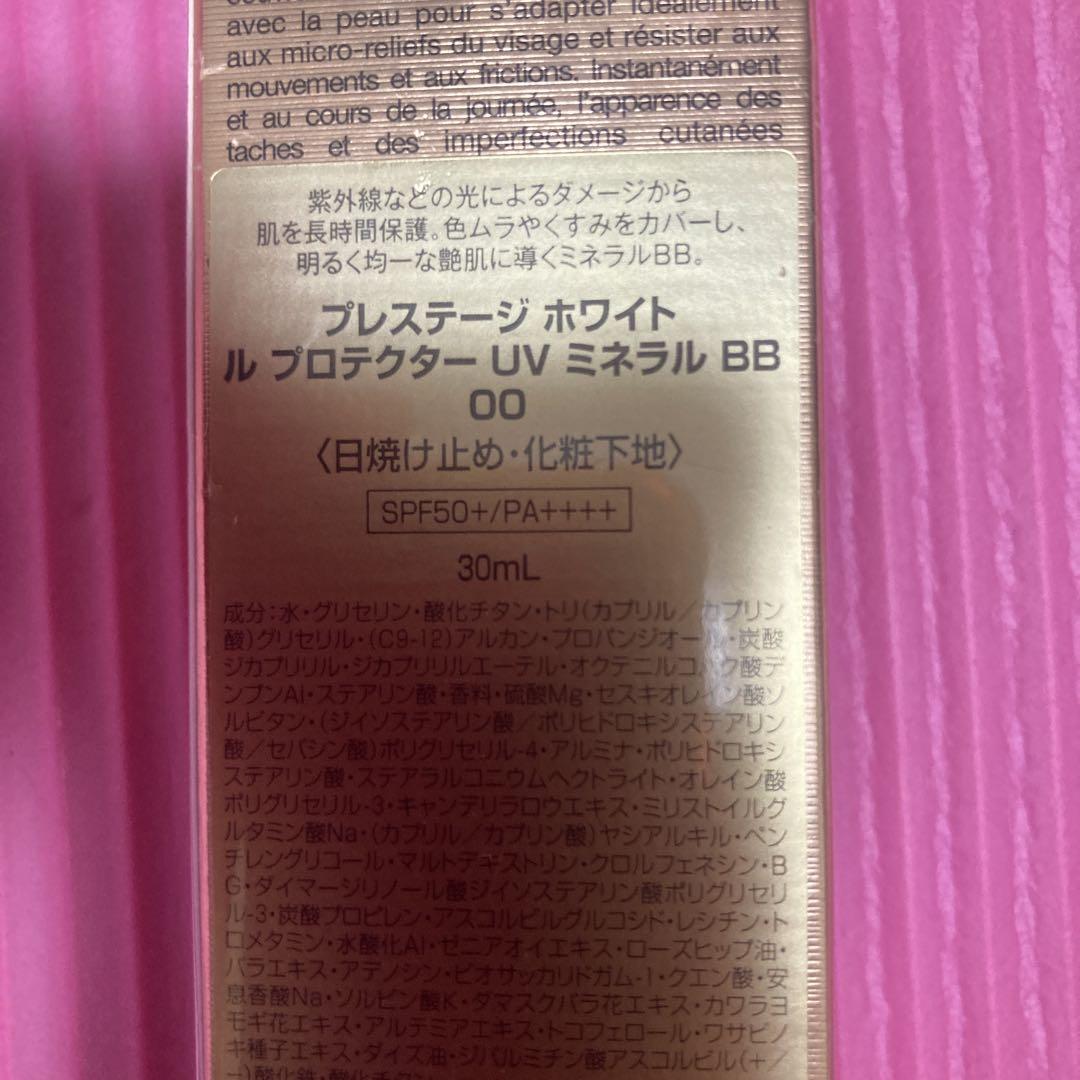 avec la peau pour s'adapter idéalement
aux micro-reliefs du visage et résister aux
mouvements et aux frictions. Instantanément
et au cours de la journée, l'apparence des
taches et des imperfections cutanées
紫外線などの光によるダメージから
肌を長時間保護。色ムラやくすみをカバーし、
明るく均一な艶肌に導くミネラルBB。
プレステージ ホワイト
ル プロテクター UV ミネラル BB
00
〈日焼け止め・化粧下地〉
SPF50+/PA++++
30mL
成分:水・グリセリン・酸化チタン・トリ(カプリル/カプリン
酸)グリセリル・(C9-12)アルカン・プロパンジオール・炭酸
ジカプリリル・ジカプリリルエーテル・オクテニルコハク酸デ
ンプンAl・ステアリン酸・香料・硫酸Mg・セスキオレイン酸ソ
ルビタン・(ジイソステアリン酸/ポリヒドロキシステアリン
酸/セバシン酸)ポリグリセリル-4・アルミナ・ポリヒドロキシ
ステアリン酸・ステアラルコニウムヘクトライト・オレイン酸
ポリグリセリル-3・キャンデリラロウエキス・ミリストイルグ
ルタミン酸Na・(カプリル/カプリン酸)ヤシアルキル・ペン
チレングリコール・マルトデキストリン・クロルフェネシン・B
G・ダイマージリノール酸ジイソステアリン酸ポリグリセリ
ル-3・炭酸プロピレン・アスコルビルグルコシド・レシチン・ト
ロメタミン・水酸化Al・ゼニアオイエキス・ローズヒップ油・
バラエキス・アデノシン・ビオサッカリドガム-1・クエン酸・安
息香酸Na・ソルビン酸K・ダマスクバラ花エキス・カワラヨ
モギ花エキス・アルテミアエキス・トコフェロール・ワサビノ
キ種子エキス・ダイズ油・ジパルミチン酸アスコルビル(+/
-)酸化鉄・酸化チタン